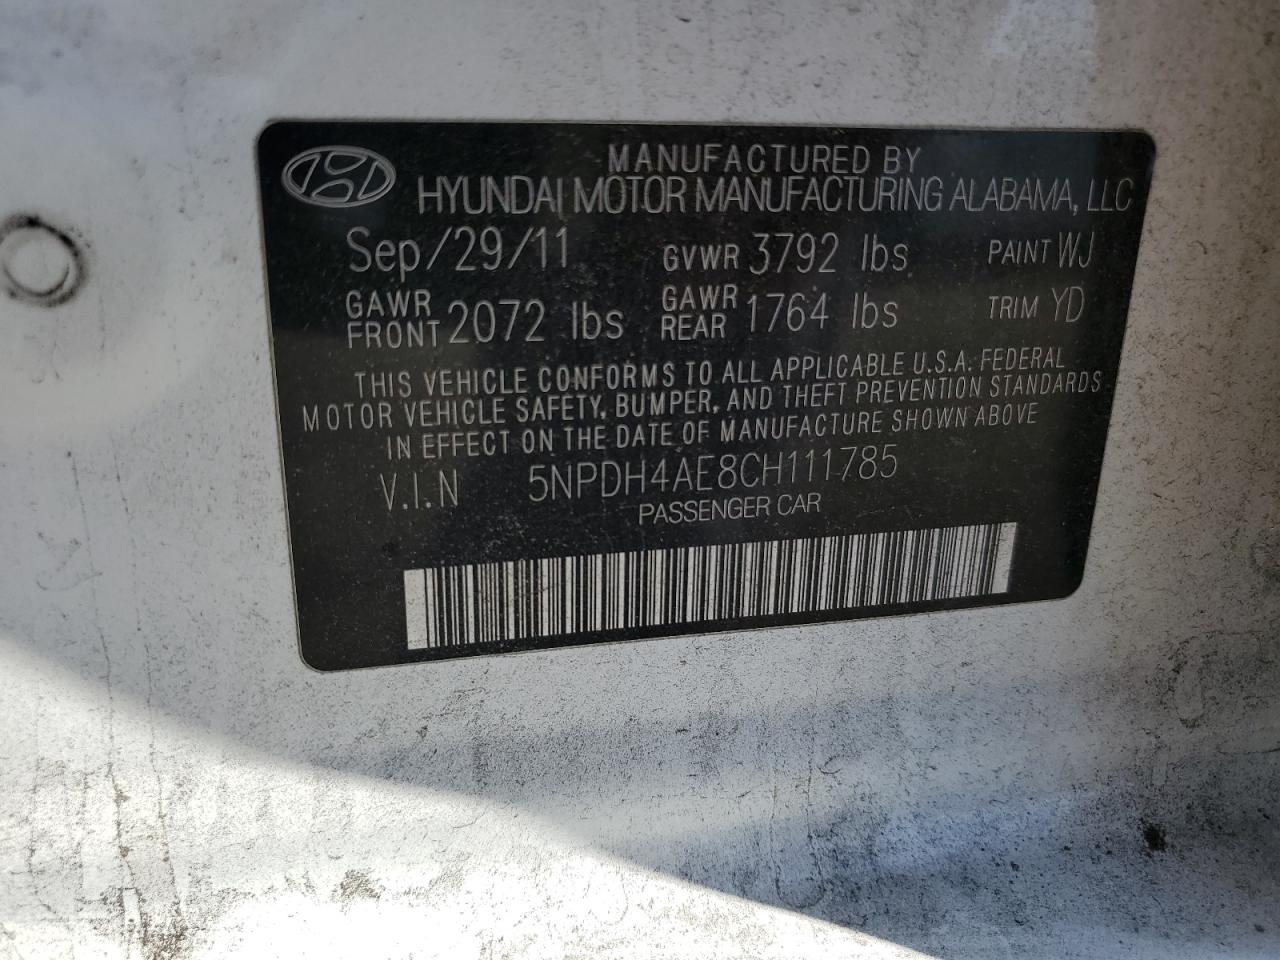 MANUFACTURED BY
HYUNDAI MOTOR MANUFACTURING ALABAMA, LLC
Sep/29/11 GVWR 3792 lbs PAINT WJ
GAWR FRONT 2072 lbs GAWR REAR 1764 lbs TRIM YD
THIS VEHICLE CONFORMS TO ALL APPLICABLE U.S.A. FEDERAL
MOTOR VEHICLE SAFETY, BUMPER, AND THEFT PREVENTION STANDARDS
IN EFFECT ON THE DATE OF MANUFACTURE SHOWN ABOVE
V.I.N 5NPDH4AE8CH111785
PASSENGER CAR